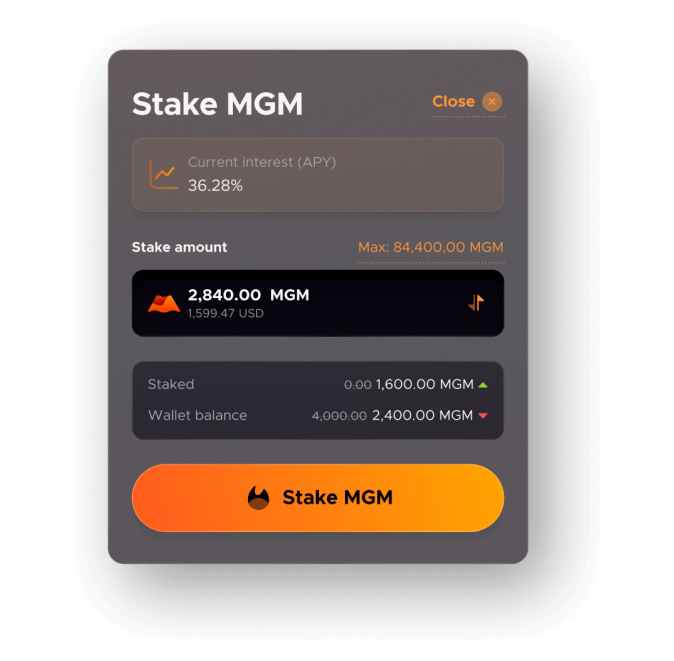 Stake MGM
Close
Current interest (APY)
36.28%
Stake amount
Max: 84,400,00 MGM
2,840.00 MGM
1,599.47 USD
Staked
0.00 1,600.00 MGM
Wallet balance
4,000.00 2,400.00 MGM
Stake MGM